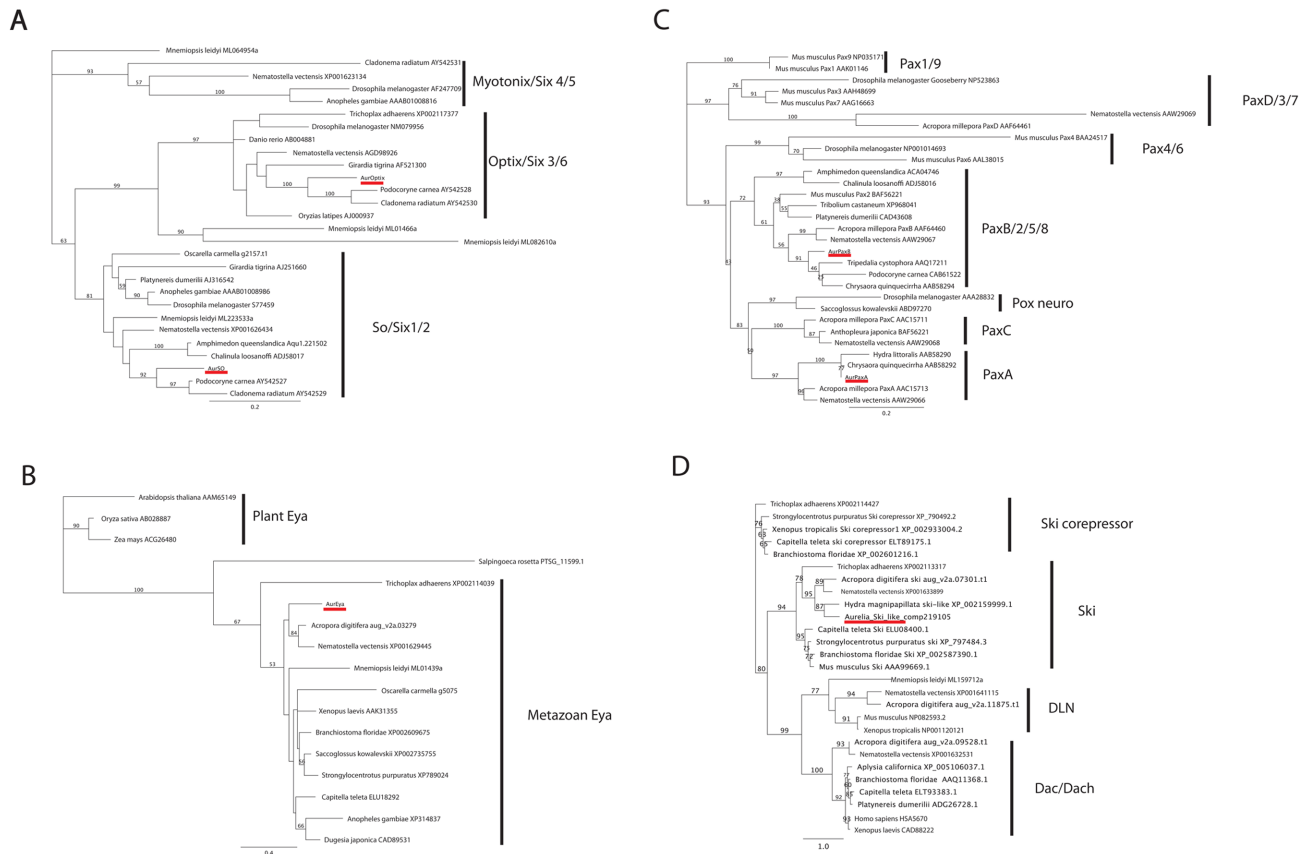 A
Mnemiopsis leidyi ML064954a
Cladonema radiatum AY542531
93
Nematostella vectensis XP001623134
57
Drosophila melanogaster AF247709
100
Anopheles gambiae AAAB01008816
Myotonix/Six 4/5
Trichoplax adhaerens XP002117377
Drosophila melanogaster NM079956
97
Danio rerio AB004881
Nematostella vectensis AGD98926
Girardia tigrina AF521300
AurOptix
100
Podocoryne carnea AY542528
100
Cladonema radiatum AY542530
Oryzias latipes AJ000937
Optix/Six 3/6
99
Mnemiopsis leidyi ML01466a
90
Mnemiopsis leidyi ML082610a
63
Oscarella carmella g2157.t1
Girardia tigrina AJ251660
Platynereis dumerilii AJ316542
59
Anopheles gambiae AAAB01008986
90
Drosophila melanogaster S77459
81
Mnemiopsis leidyi ML223533a
Nematostella vectensis XP001626434
Amphimedon queenslandica Aqu1.221502
100
Chalinula loosanoffi ADJ58017
AurSO
92
Podocoryne carnea AY542527
97
Cladonema radiatum AY542529
So/Six1/2
0.2
C
Mus musculus Pax9 NP035171
100
Mus musculus Pax1 AAK01146
Pax1/9
Drosophila melanogaster Gooseberry NP523863
76
Mus musculus Pax3 AAH48699
91
Mus musculus Pax7 AAG16663
97
Nematostella vectensis AAW29069
100
Acropora millepora PaxD AAF64461
PaxD/3/7
Mus musculus Pax4 BAA24517
99
Drosophila melanogaster NP001014693
70
Mus musculus Pax6 AAL38015
Pax4/6
Amphimedon queenslandica ACA04746
97
Chalinula loosanoffi ADJ58016
72
Mus musculus Pax2 BAF56221
58
Tribolium castaneum XP968041
55
Platynereis dumerilii CAD43608
93
61
Acropora millepora PaxB AAF64460
99
Nematostella vectensis AAW29067
56
AurPaxB
91
Tripedalia cystophora AAQ17211
46
Podocoryne carnea CAB61522
Chrysaora quinquecirrha AAB58294
PaxB/2/5/8
Drosophila melanogaster AAA28832
97
Saccoglossus kowalevskii ABD97270
Pox neuro
83
Acropora millepora PaxC AAC15711
100
Anthopleura japonica BAF56221
87
Nematostella vectensis AAW29068
PaxC
Hydra littoralis AAB58290
100
Chrysaora quinquecirrha AAB58292
77
AurPaxA
97
Acropora millepora PaxA AAC15713
Nematostella vectensis AAW29066
PaxA
0.2
B
Arabidopsis thaliana AAM65149
Oryza sativa AB028887
90
Zea mays ACG26480
Plant Eya
Salpingoeca rosetta PTSG_11599.1
100
Trichoplax adhaerens XP002114039
AurEya
67
Acropora digitifera aug_v2a.03279
84
Nematostella vectensis XP001629445
53
Mnemiopsis leidyi ML01439a
Oscarella carmella g5075
Xenopus laevis AAK31355
Branchiostoma floridae XP002609675
Saccoglossus kowalevskii XP002735755
56
Strongylocentrotus purpuratus XP789024
Capitella teleta ELU18292
Anopheles gambiae XP314837
66
Dugesia japonica CAD89531
Metazoan Eya
0.4
D
Trichoplax adhaerens XP002114427
Strongylocentrotus purpuratus Ski corepressor XP_790492.2
76
Xenopus tropicalis Ski corepressor1 XP_002933004.2
63
Capitella teleta ski corepressor ELT89175.1
65
Branchiostoma floridae XP_002601216.1
Ski corepressor
Trichoplax adhaerens XP002113317
78
Acropora digitifera ski aug_v2a.07301.t1
89
Nematostella vectensis XP001633899
95
Hydra magnipapillata ski-like XP_002159999.1
87
Aurelia_Ski_like_comp219105
94
Capitella teleta Ski ELU08400.1
95
Strongylocentrotus purpuratus ski XP_797484.3
75
Branchiostoma floridae Ski XP_002587390.1
72
Mus musculus Ski AAA99669.1
Ski
80
Mnemiopsis leidyi ML159712a
77
Nematostella vectensis XP001641115
94
Acropora digitifera aug_v2a.11875.t1
Mus musculus NP082593.2
91
Xenopus tropicalis NP001120121
DLN
99
Acropora digitifera aug_v2a.09528.t1
93
Nematostella vectensis XP001632531
100
Aplysia californica XP_005106037.1
77
Branchiostoma floridae AAQ11368.1
60
Capitella teleta ELT93383.1
92
Platynereis dumerilii ADG26728.1
Homo sapiens HSA5670
93
Xenopus laevis CAD88222
Dac/Dach
1.0